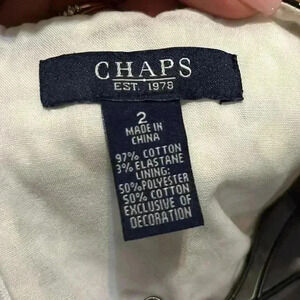 CHAPS
EST. 1978
2
MADE IN
CHINA
97% COTTON
3% ELASTANE
LINING:
50% POLYESTER
50% COTTON
EXCLUSIVE OF
DECORATION